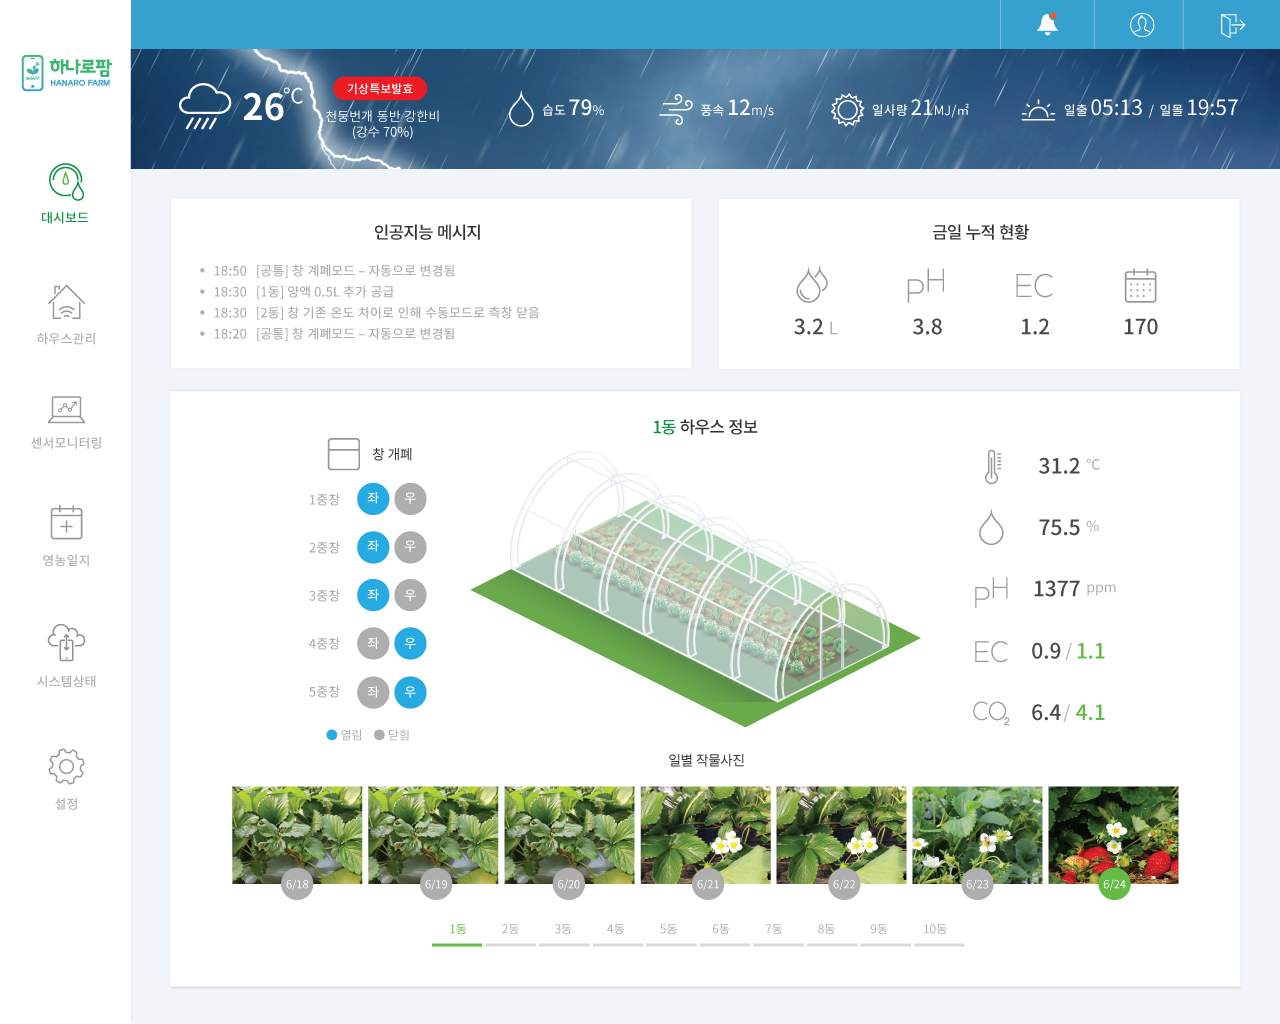 SMART
하나로팜
HANARO FARM
대시보드
하우스관리
센서모니터링
영농일지
시스템상태
설정
26°C
기상특보발효
천둥번개 동반 강한비
(강수 70%)
습도 79%
풍속 12m/s
일사량 21MJ/㎡
일출 05:13 / 일몰 19:57
인공지능 메시지
• 18:50 [공통] 창 계폐모드 – 자동으로 변경됨
• 18:30 [1동] 양액 0.5L 추가 공급
• 18:30 [2동] 창 기존 온도 차이로 인해 수동모드로 측창 닫음
• 18:20 [공통] 창 계폐모드 – 자동으로 변경됨
금일 누적 현황
pH EC
3.2 L 3.8 1.2 170
1동 하우스 정보
창 개폐
1중창 좌 우
2중창 좌 우
3중창 좌 우
4중창 좌 우
5중창 좌 우
열림 닫힘
31.2 °C
75.5 %
pH 1377 ppm
EC 0.9 / 1.1
CO₂ 6.4 / 4.1
일별 작물사진
6/18 6/19 6/20 6/21 6/22 6/23 6/24
1동 2동 3동 4동 5동 6동 7동 8동 9동 10동